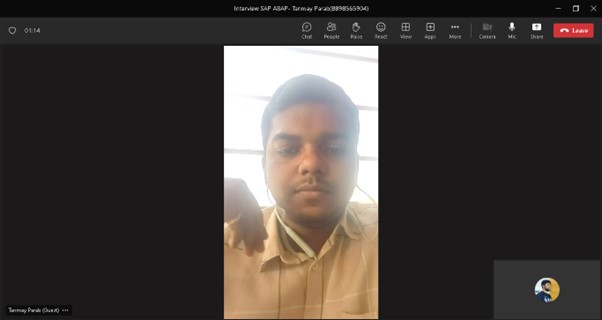 Interview SAP ABAP- Tanmay Parab(8898565904)
01:14
Chat
People
Raise
React
View
Apps
More
Camera
Mic
Share
Leave
Tanmay Parab (Guest)